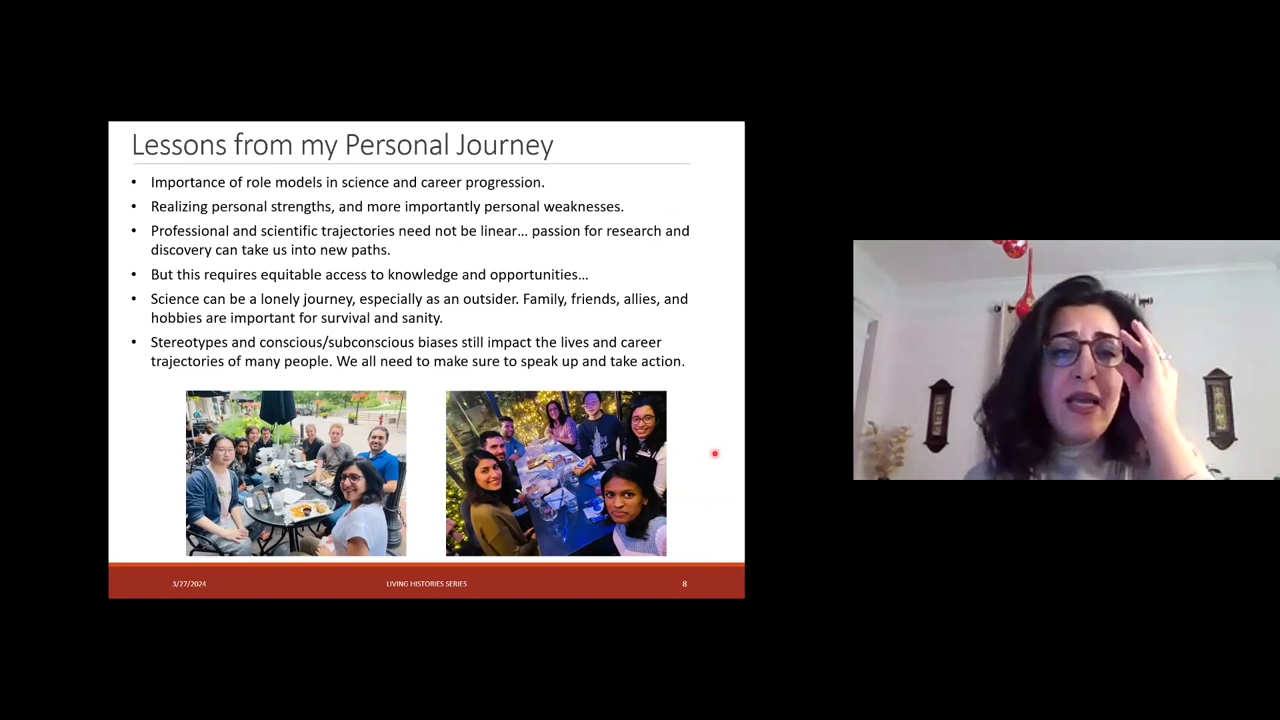 Lessons from my Personal Journey
• Importance of role models in science and career progression.
• Realizing personal strengths, and more importantly personal weaknesses.
• Professional and scientific trajectories need not be linear… passion for research and
discovery can take us into new paths.
• But this requires equitable access to knowledge and opportunities…
• Science can be a lonely journey, especially as an outsider. Family, friends, allies, and
hobbies are important for survival and sanity.
• Stereotypes and conscious/subconscious biases still impact the lives and career
trajectories of many people. We all need to make sure to speak up and take action.
3/27/2024 LIVING HISTORIES SERIES 8